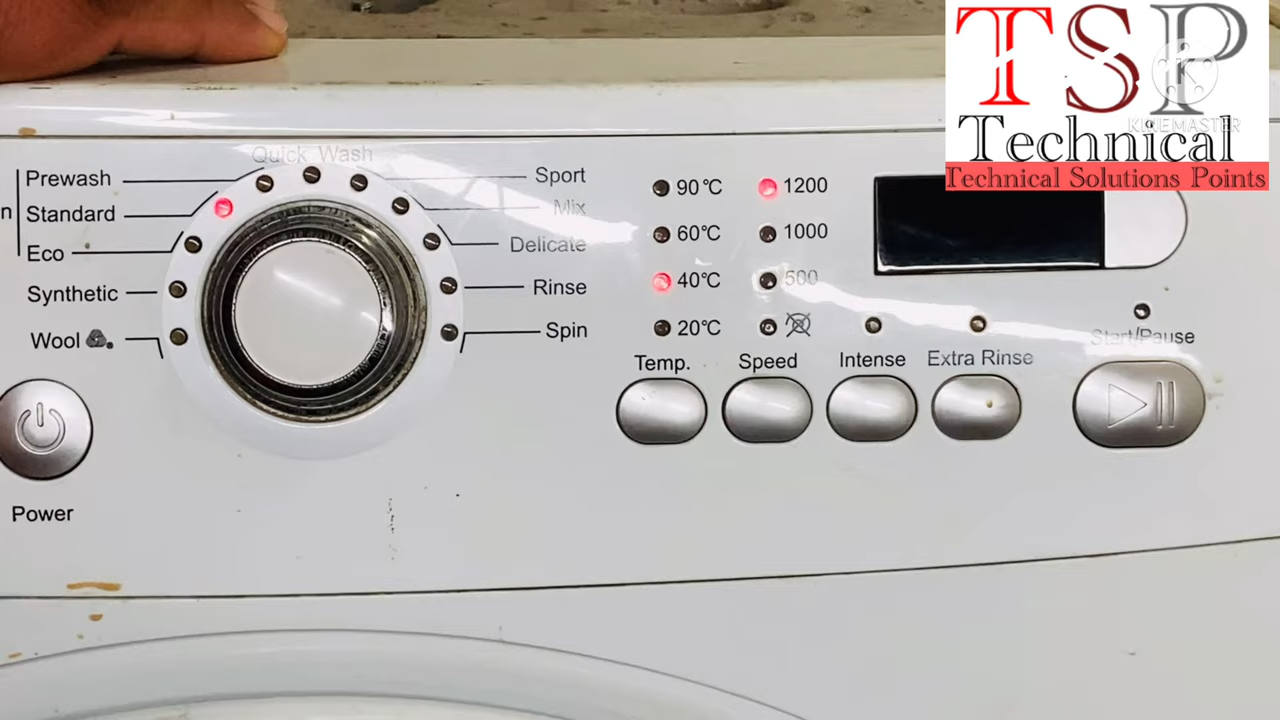 TSP
KINEMASTER
Technical
Technical Solutions Points
Quick Wash
Prewash
Standard
Eco
Synthetic
Wool
Sport
Mix
Delicate
Rinse
Spin
90°C
60°C
40°C
20°C
1200
1000
500
Temp.
Speed
Intense
Extra Rinse
Start/Pause
Power
n